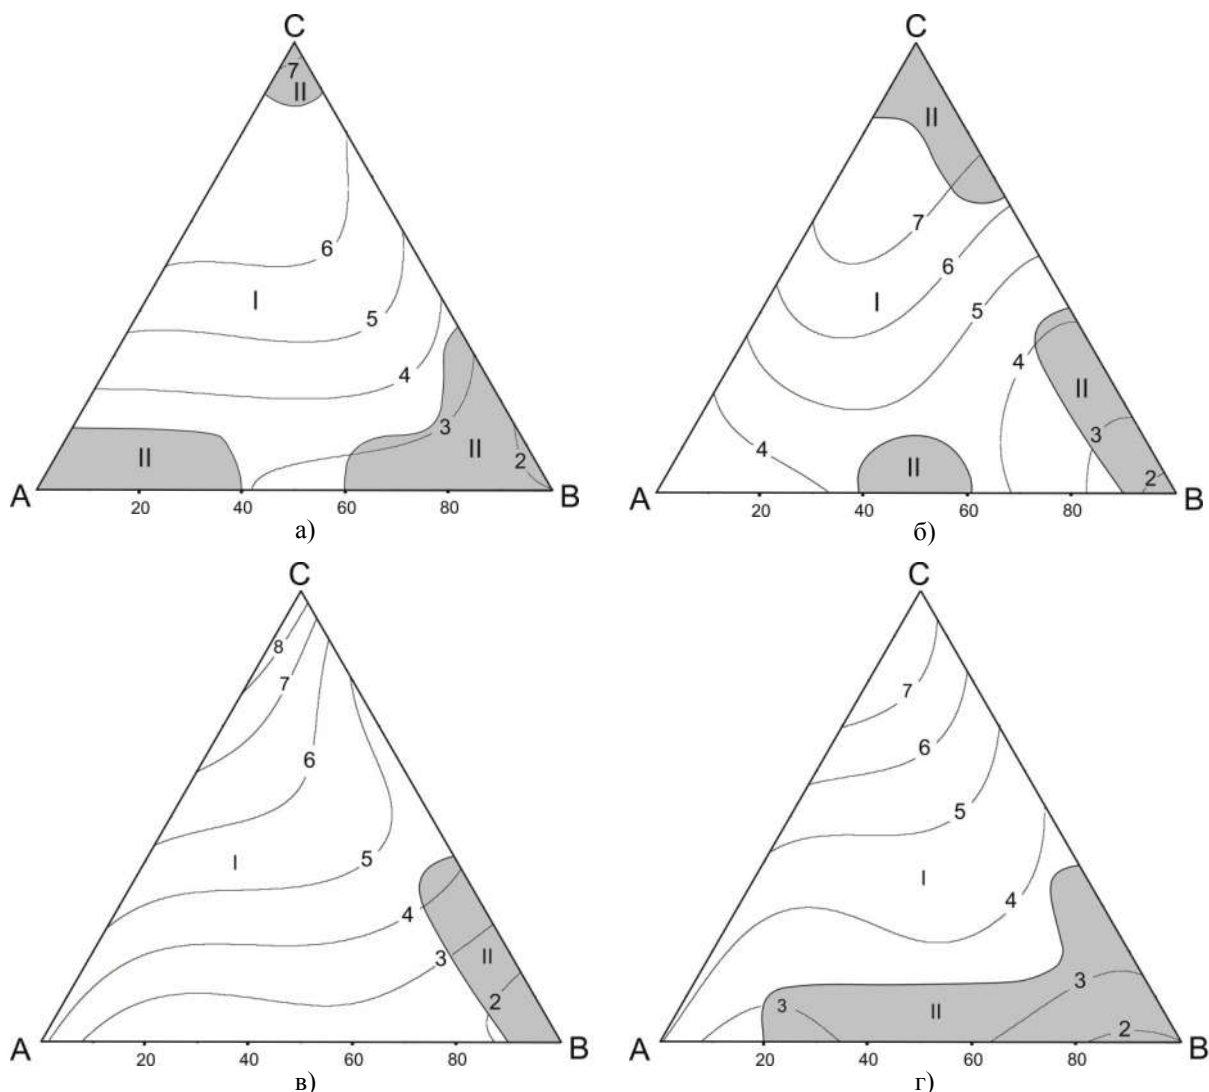 C C
7
II II
7
6 6
I I
5 5
4 4
3 II
II II 3
4 II
2 2
A B A B
20 40 60 80 20 40 60 80
а) б)
C C
8
7 7
6 6
5
I 5 I
4 4
3 II 3
2 3 II 2
A B A B
20 40 60 80 20 40 60 80
в) г)